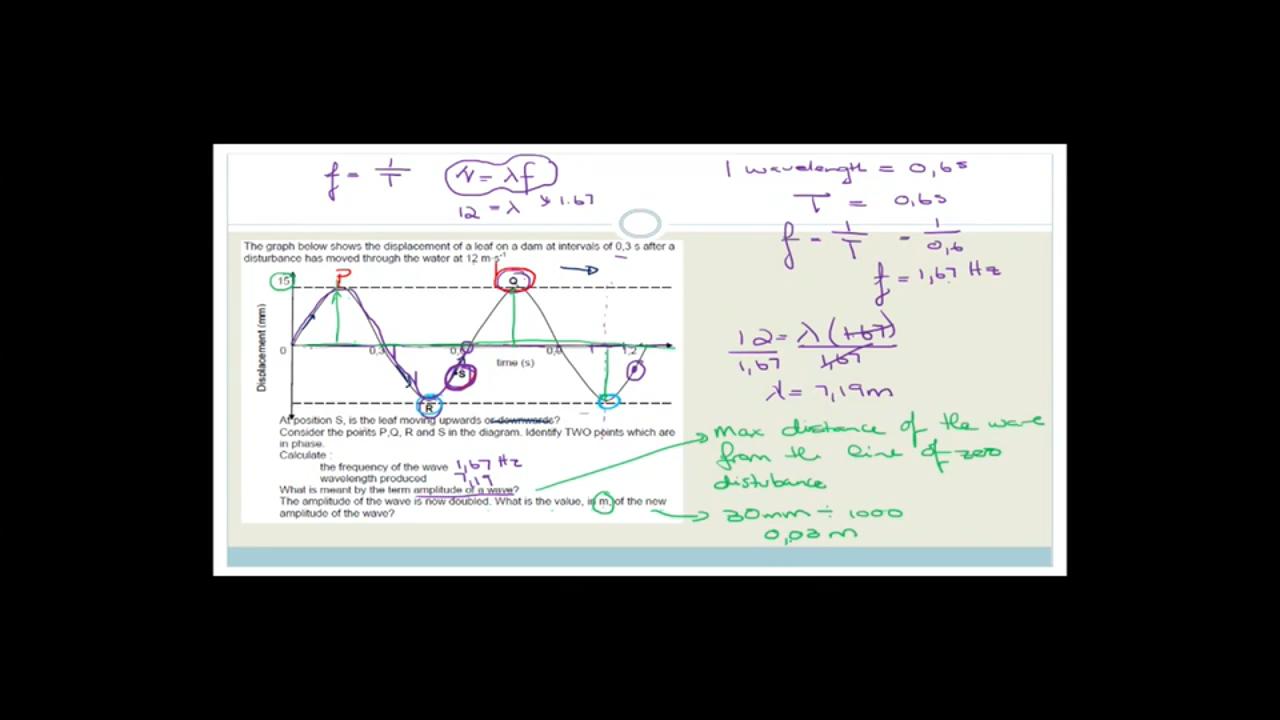 f = 1/T
v = λf
12 = λ × 1.67
1 wavelength = 0,6s
T = 0,6s
f = 1/T = 1/0,6
f = 1,67 Hz
The graph below shows the displacement of a leaf on a dam at intervals of 0,3 s after a
disturbance has moved through the water at 12 m·s⁻¹
15
P
Q
0
0,3
0,6
0,9
1
1,2
time (s)
Displacement (mm)
S
R
12 = λ(1,67)
1,67 1,67
λ = 7,19m
At position S, is the leaf moving upwards or downwards?
Consider the points P,Q, R and S in the diagram. Identify TWO points which are
in phase.
Calculate :
the frequency of the wave 1,67 Hz
wavelength produced 7,19
What is meant by the term amplitude of a wave?
The amplitude of the wave is now doubled. What is the value, in m, of the new
amplitude of the wave?
Max distance of the wave
from the line of zero
distubance
30mm ÷ 1000
0,03 m